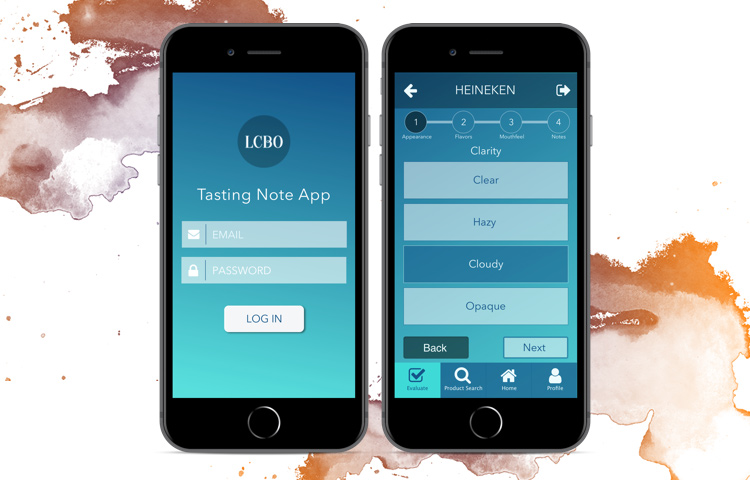 LCBO
Tasting Note App
EMAIL
PASSWORD
LOG IN
HEINEKEN
1 2 3 4
Appearance Flavors Mouthfeel Notes
Clarity
Clear
Hazy
Cloudy
Opaque
Back Next
Evaluate Product Search Home Profile